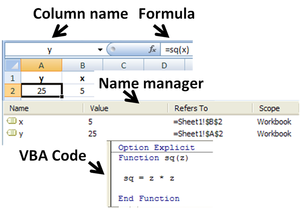 Column name Formula
y fx =sq(x)
A B C D
1 y x
2 25 5
Name manager
Name Value Refers To Scope
x 5 =Sheet1!$B$2 Workbook
y 25 =Sheet1!$A$2 Workbook
VBA Code
Option Explicit
Function sq(z)
sq = z * z
End Function